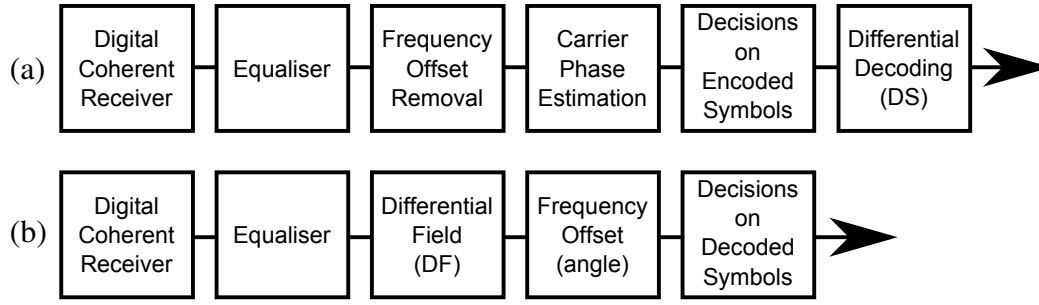 (a)
Digital
Coherent
Receiver
Equaliser
Frequency
Offset
Removal
Carrier
Phase
Estimation
Decisions
on
Encoded
Symbols
Differential
Decoding
(DS)
(b)
Digital
Coherent
Receiver
Equaliser
Differential
Field
(DF)
Frequency
Offset
(angle)
Decisions
on
Decoded
Symbols